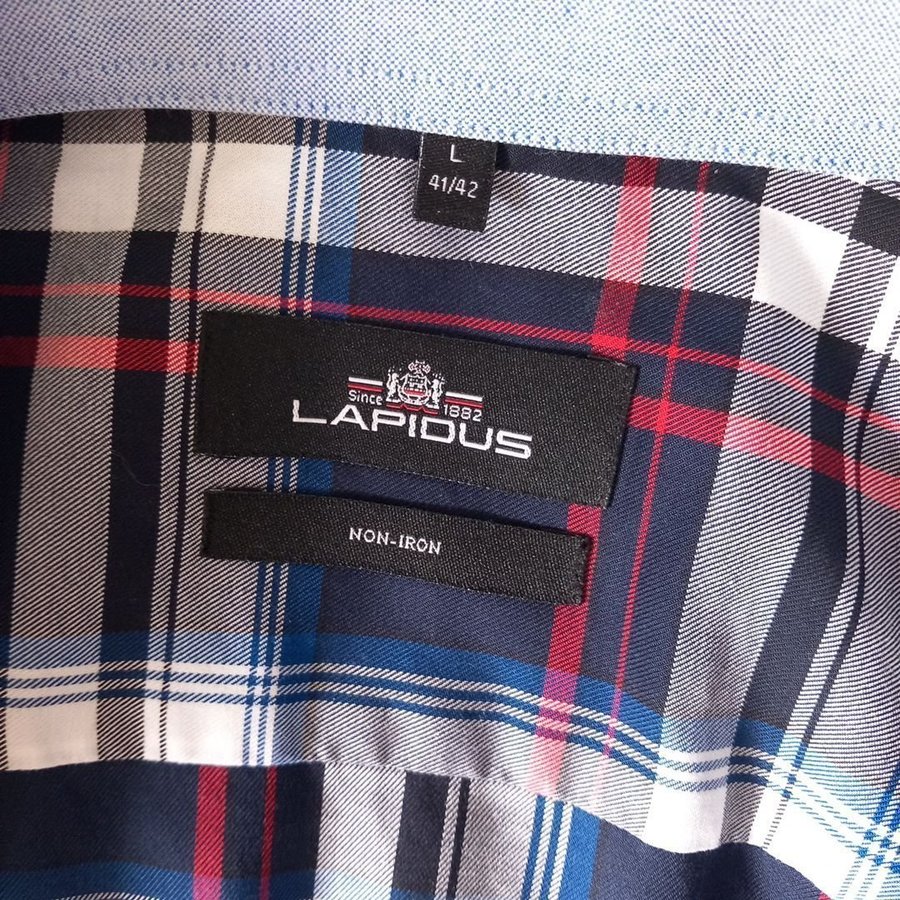 L
41/42
Since 1882
LAPIDUS
NON-IRON